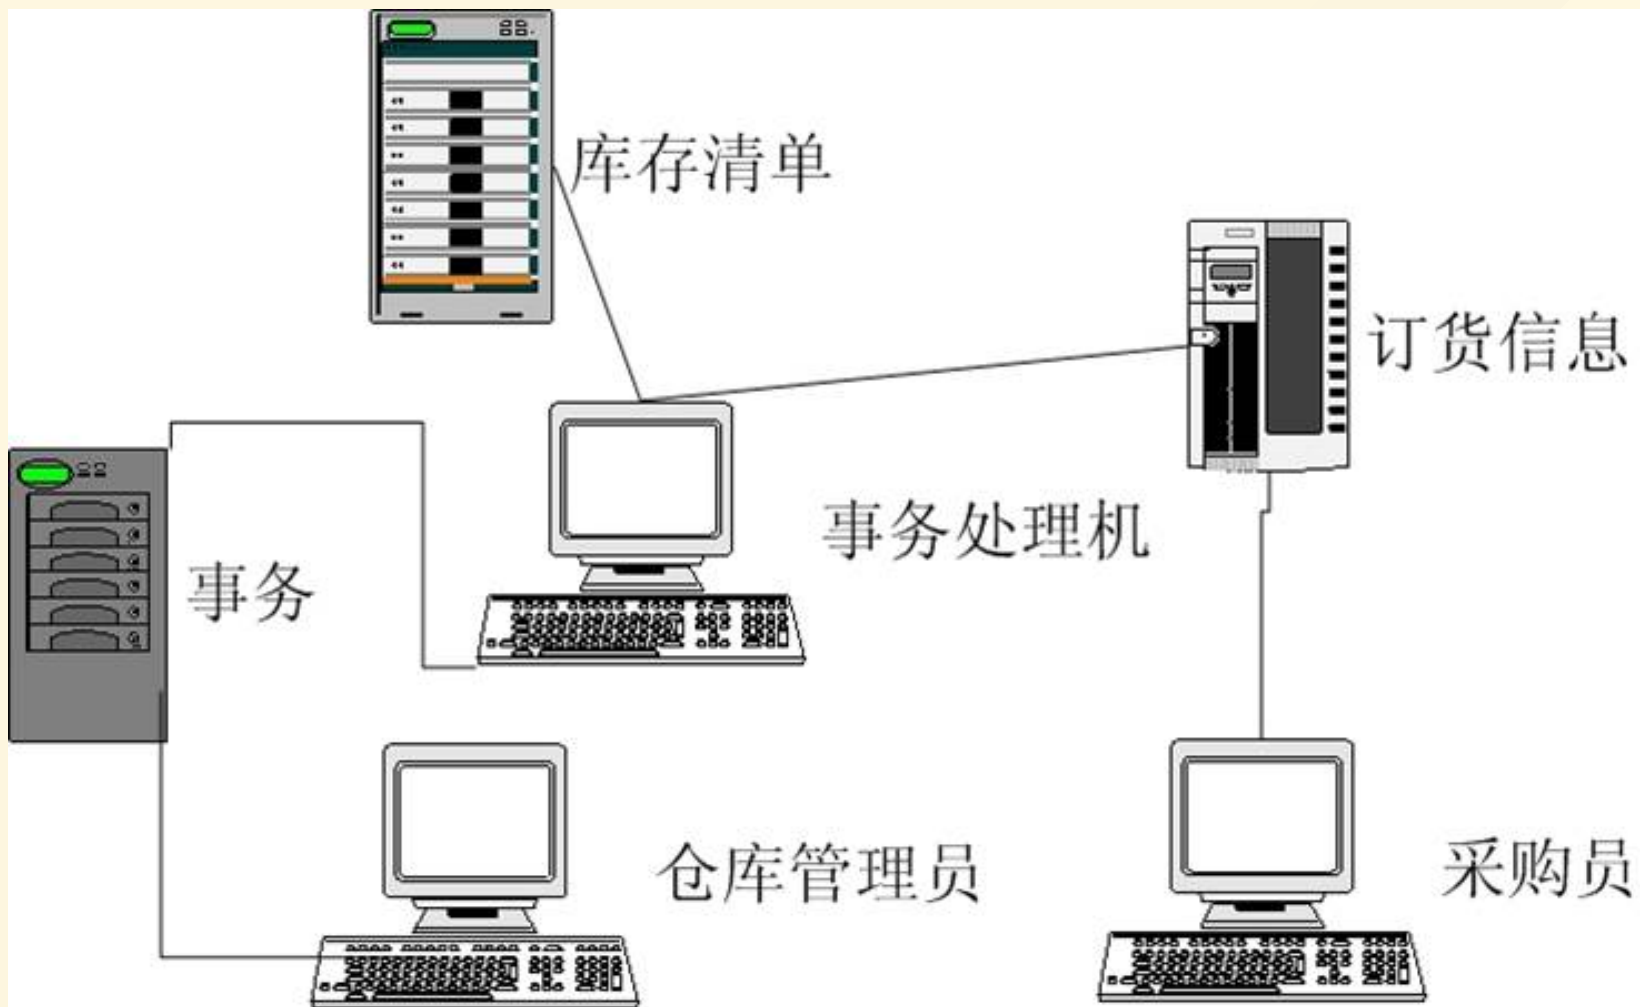 库存清单
订货信息
事务处理机
事务
仓库管理员
采购员